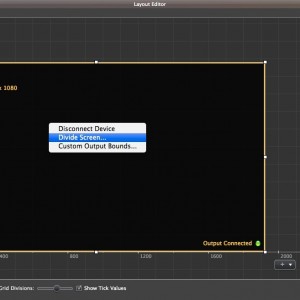 Layout Editor
x 1080
Disconnect Device
Divide Screen...
Custom Output Bounds...
Output Connected
400
800
1200
1600
2000
Grid Divisions:
Show Tick Values